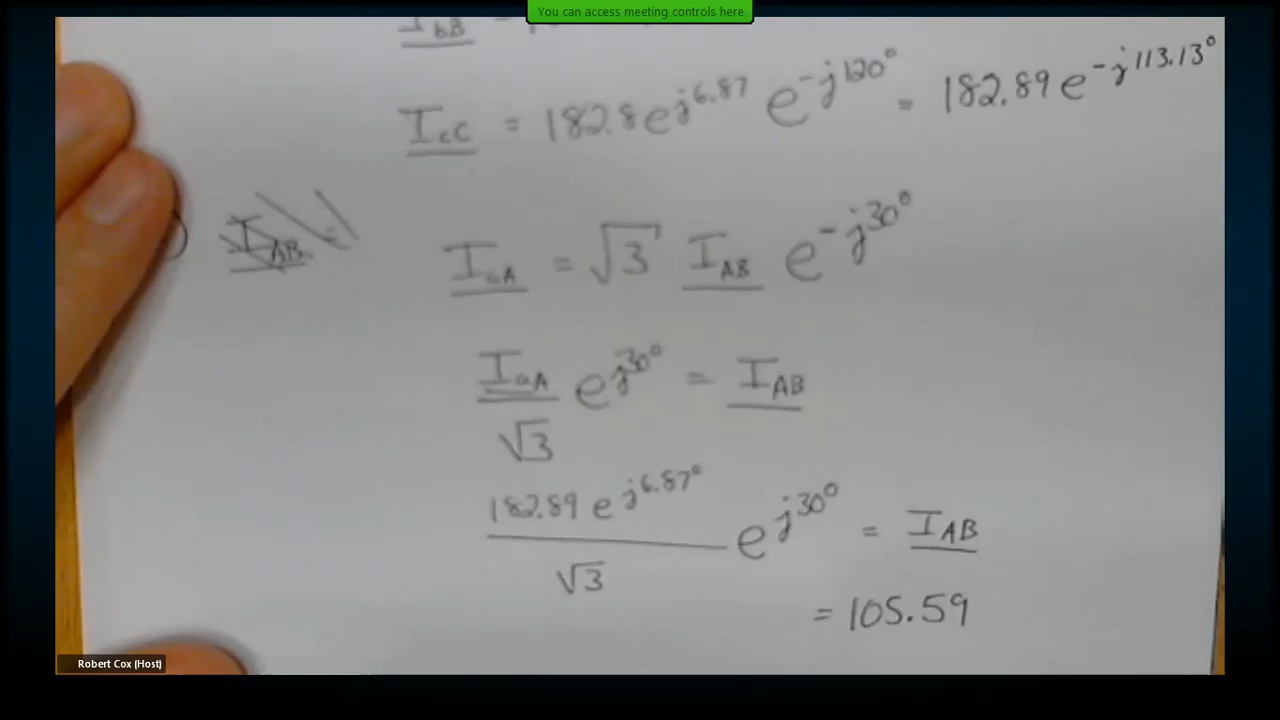 You can access meeting controls here
I_bB
I_cC = 182.8 e^{j6.87} e^{-j120°} = 182.89 e^{-j113.13°}
) I_AB =
I_aA = √3 I_AB e^{-j30°}
I_aA / √3 e^{j30°} = I_AB
182.89 e^{j6.87°} / √3 e^{j30°} = I_AB
= 105.59
Robert Cox (Host)